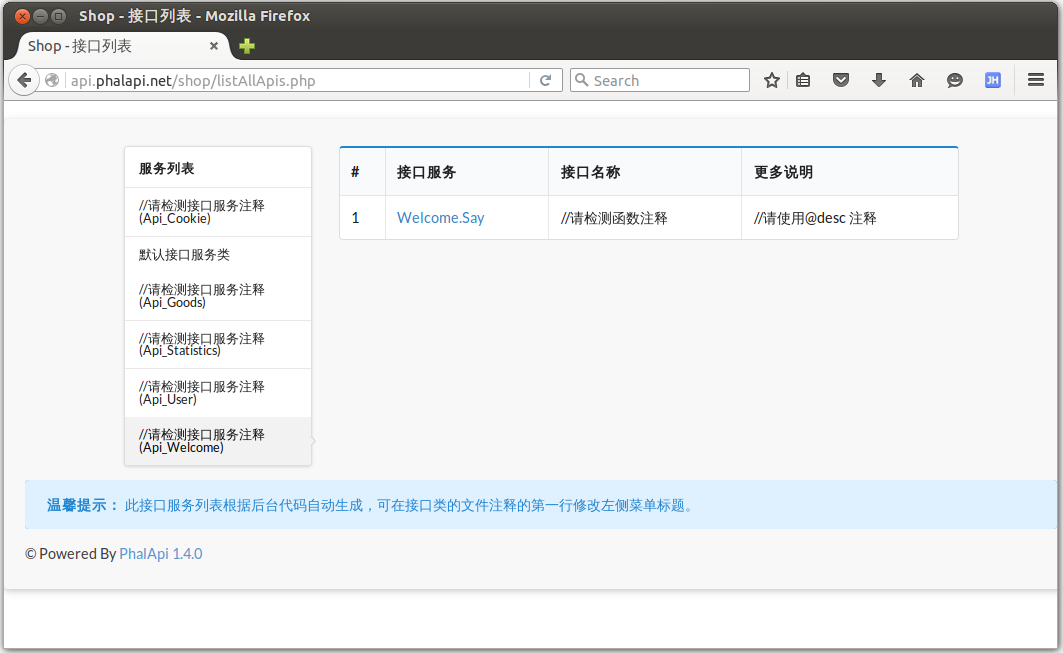 Shop - 接口列表 - Mozilla Firefox
Shop - 接口列表
api.phalapi.net/shop/listAllApis.php
Search
JH
服务列表
//请检测接口服务注释
(Api_Cookie)
默认接口服务类
//请检测接口服务注释
(Api_Goods)
//请检测接口服务注释
(Api_Statistics)
//请检测接口服务注释
(Api_User)
//请检测接口服务注释
(Api_Welcome)
# 接口服务 接口名称 更多说明
1 Welcome.Say //请检测函数注释 //请使用@desc 注释
温馨提示： 此接口服务列表根据后台代码自动生成，可在接口类的文件注释的第一行修改左侧菜单标题。
© Powered By PhalApi 1.4.0